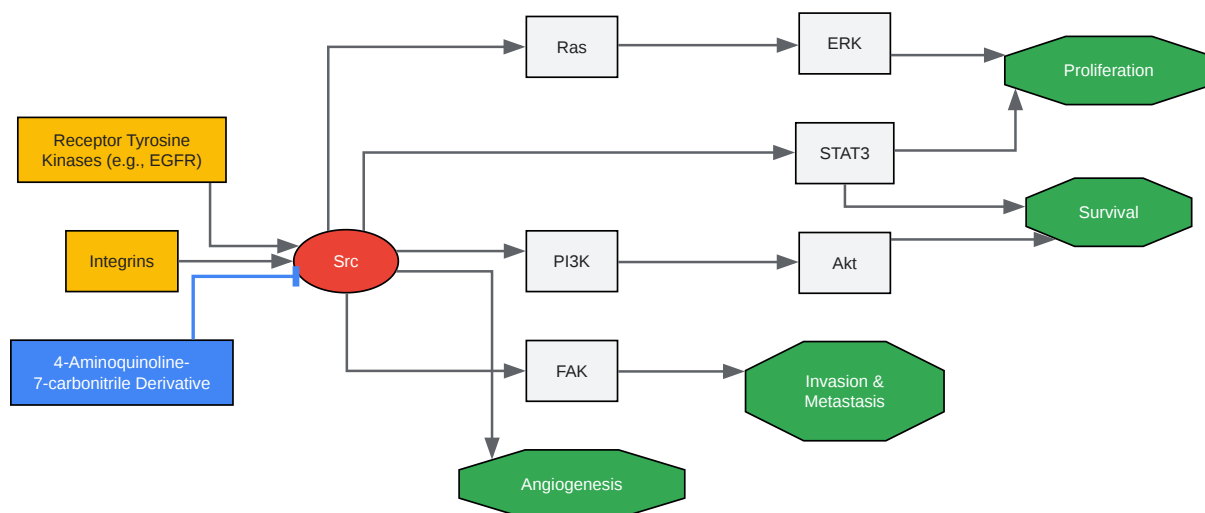 Ras
ERK
Proliferation
Receptor Tyrosine
Kinases (e.g., EGFR)
STAT3
Survival
Integrins
Src
PI3K
Akt
4-Aminoquinoline-
7-carbonitrile Derivative
FAK
Invasion &
Metastasis
Angiogenesis